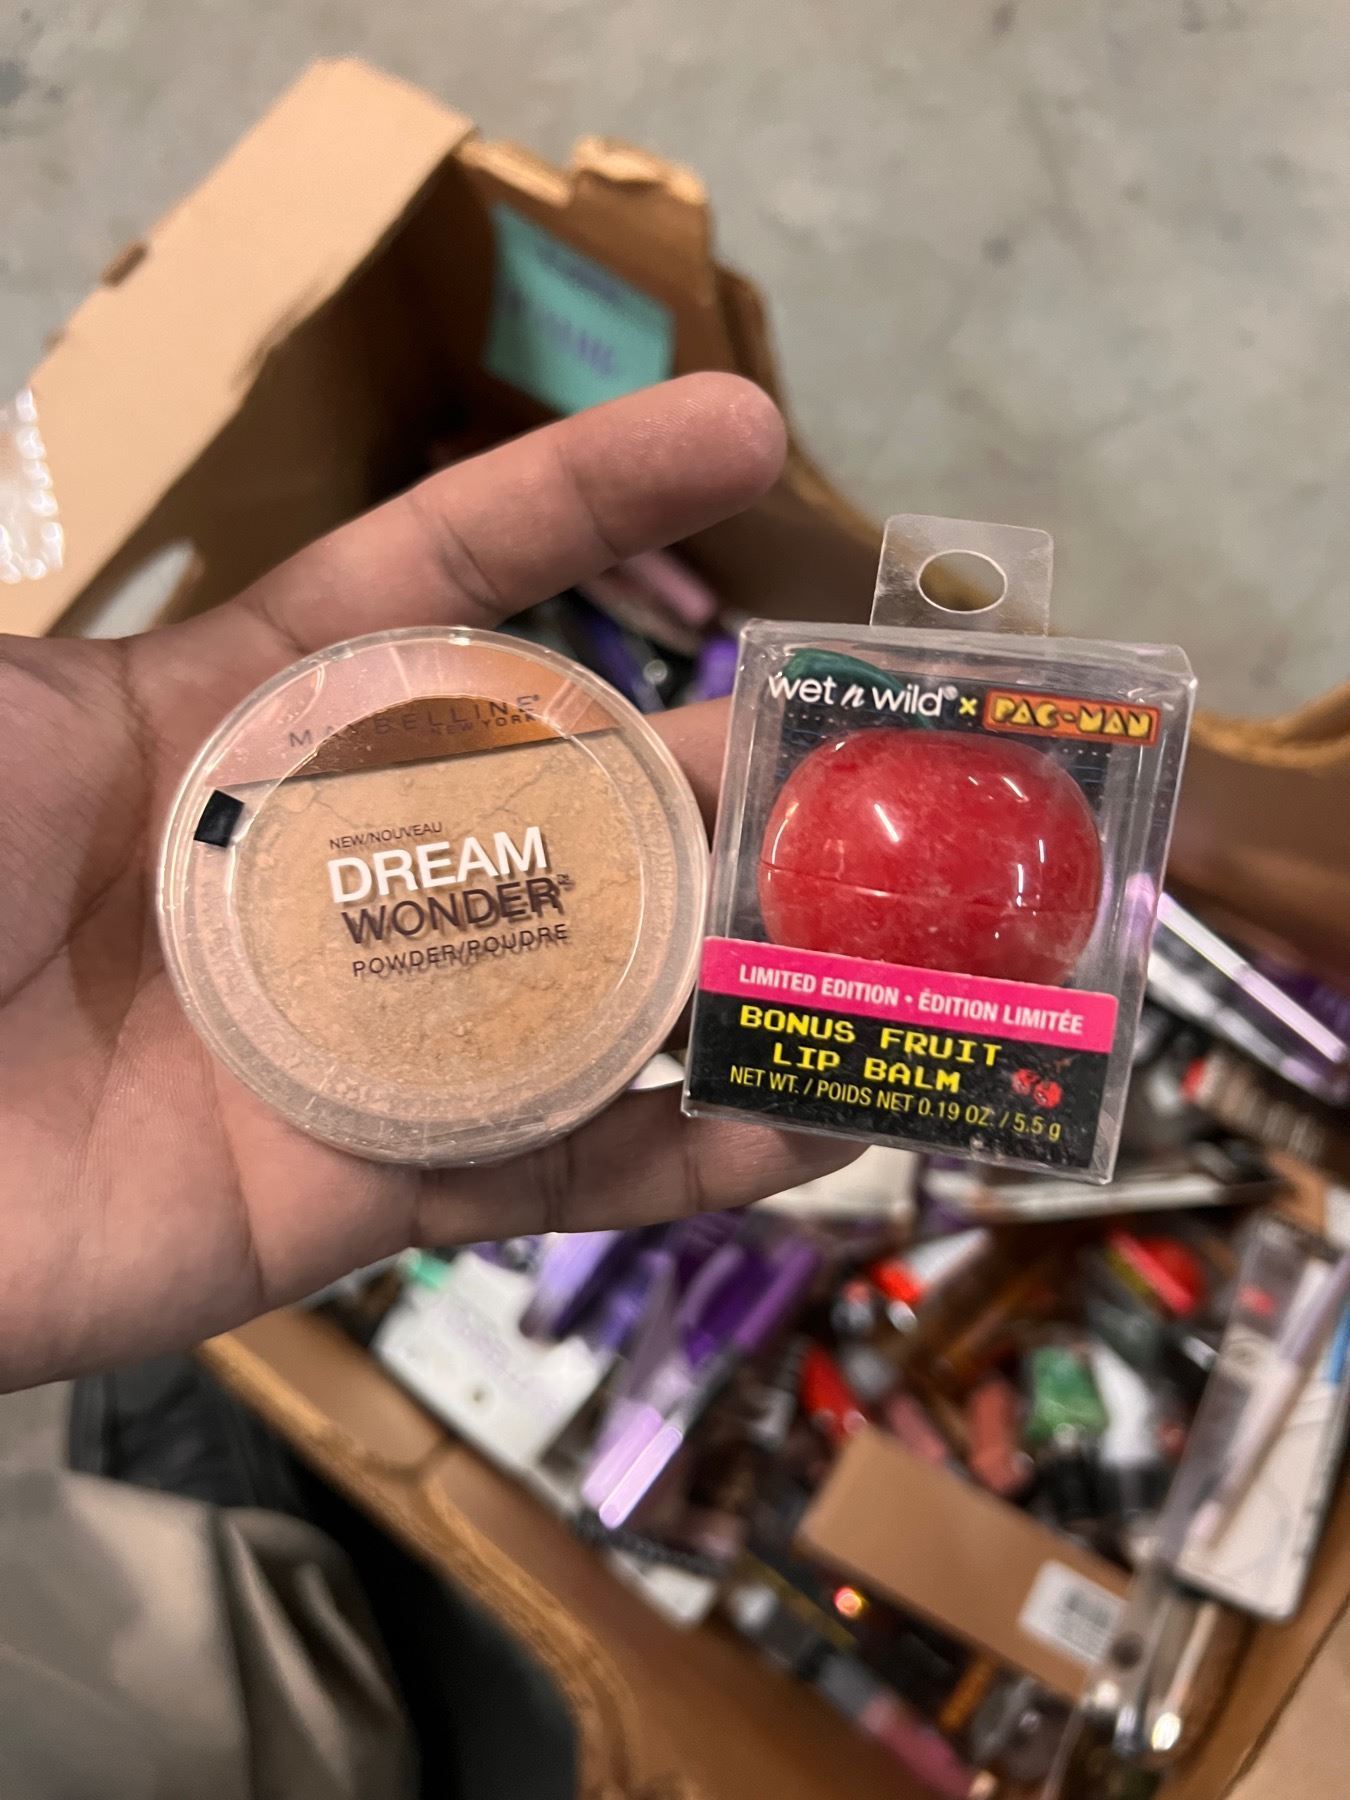 MAYBELLINE®
NEW YORK
NEW/NOUVEAU
DREAM
WONDER™
POWDER/POUDRE
wet n wild® x PAC-MAN
LIMITED EDITION • ÉDITION LIMITÉE
BONUS FRUIT
LIP BALM
NET WT. / POIDS NET 0.19 OZ. / 5.5 g